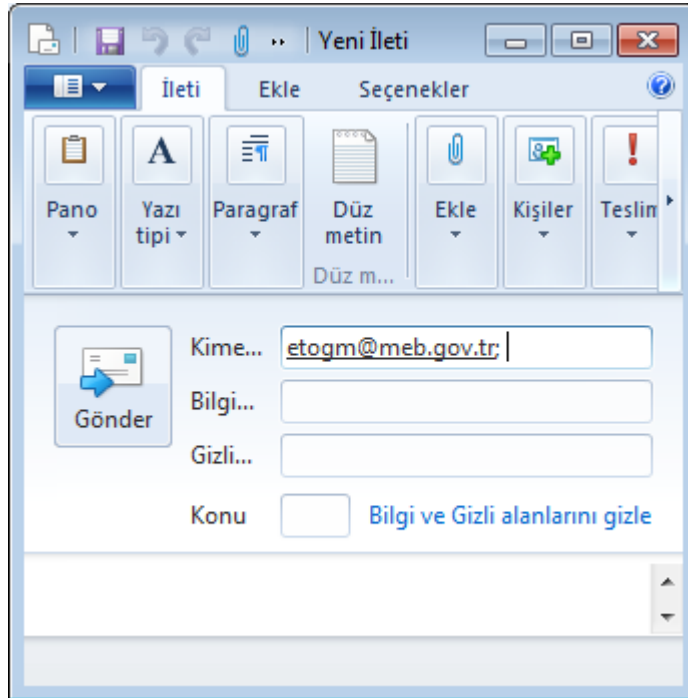 Yeni İleti
İleti Ekle Seçenekler
Pano Yazı tipi Paragraf Düz metin Ekle Kişiler Teslim
Düz m...
Kime... etogm@meb.gov.tr;
Gönder
Bilgi...
Gizli...
Konu Bilgi ve Gizli alanlarını gizle